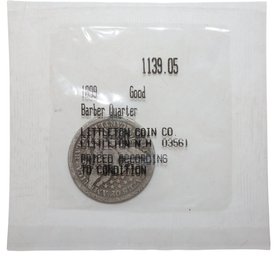 1139.05
1899 Good
Barber Quarter
LITTLETON COIN CO
LITTLETON N.H. 03561
PRICED ACCORDING
TO CONDITION